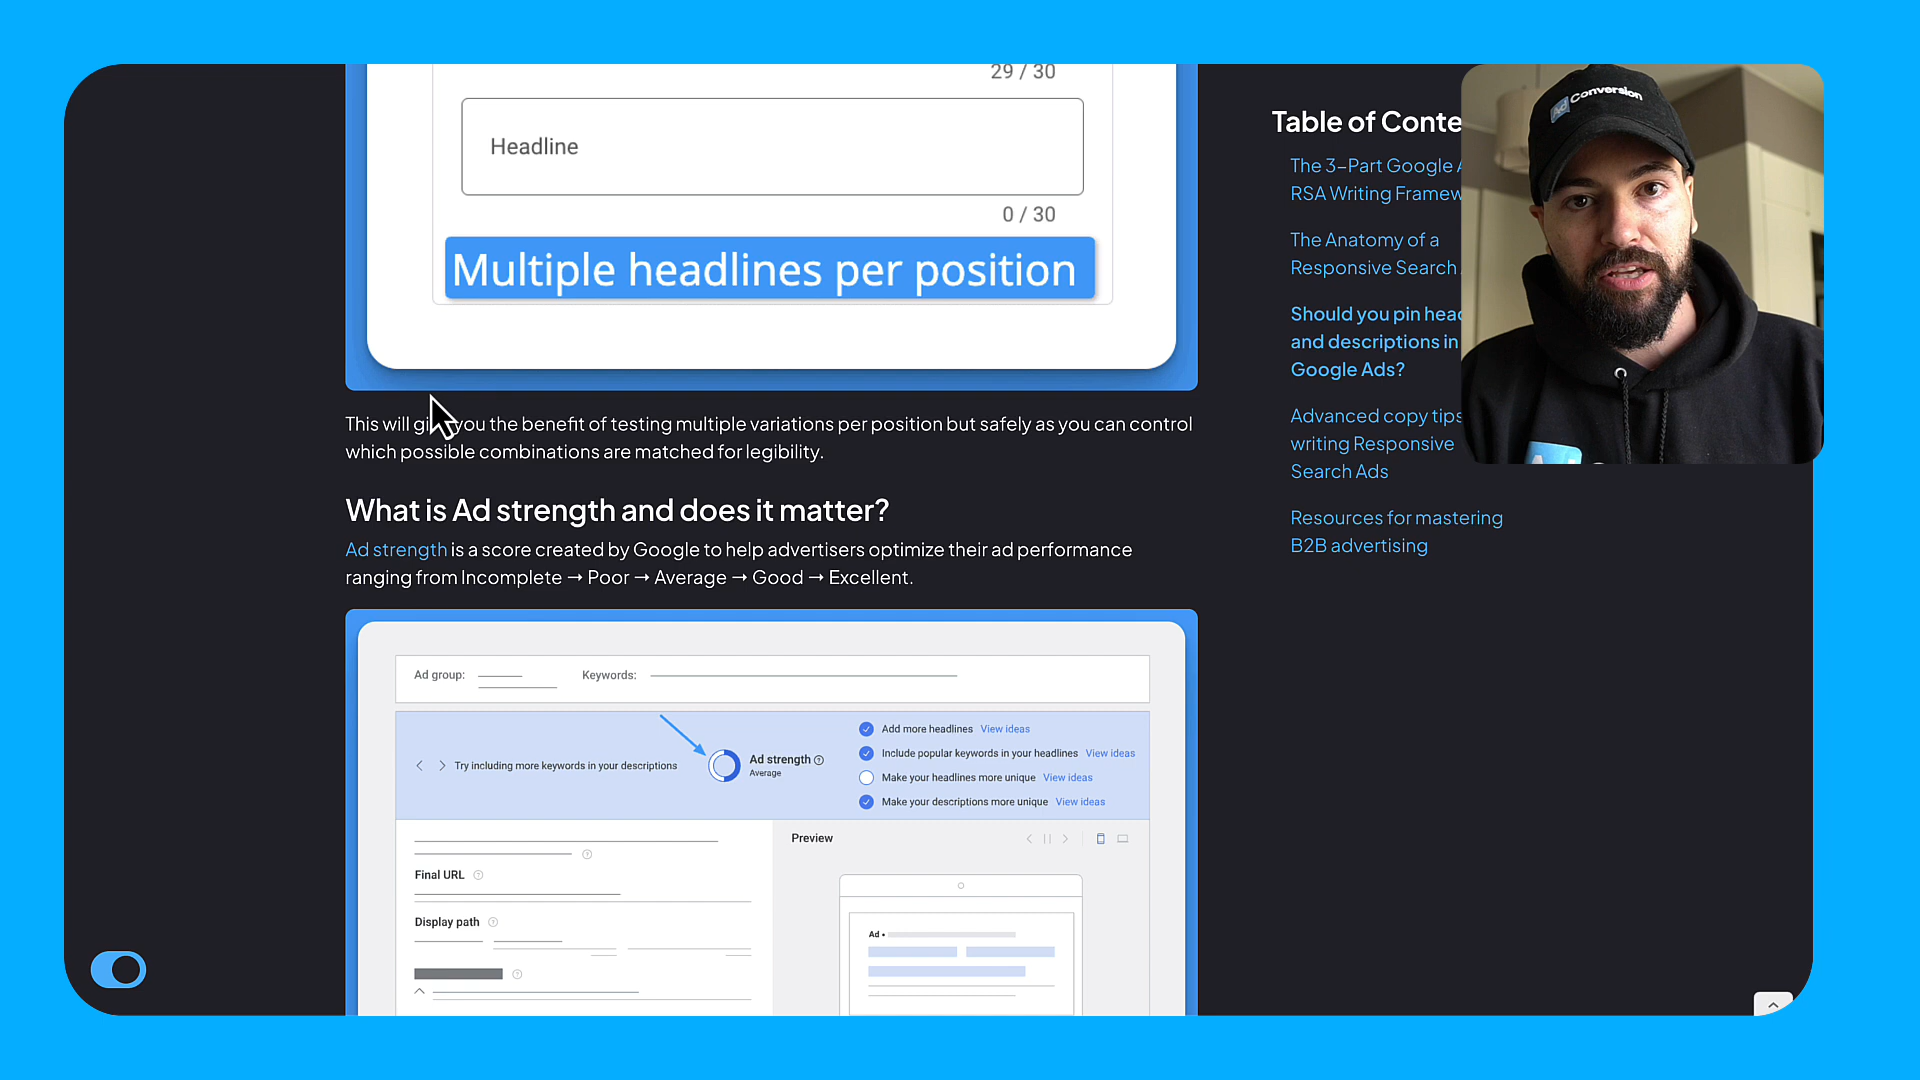 29 / 30
Headline
0 / 30
Multiple headlines per position
This will you the benefit of testing multiple variations per position but safely as you can control
which possible combinations are matched for legibility.
What is Ad strength and does it matter?
Ad strength is a score created by Google to help advertisers optimize their ad performance
ranging from Incomplete → Poor → Average → Good → Excellent.
Ad group:
Keywords:
Try including more keywords in your descriptions
Ad strength
Average
Add more headlines View ideas
Include popular keywords in your headlines View ideas
Make your headlines more unique View ideas
Make your descriptions more unique View ideas
Final URL
Display path
Preview
Ad •
Table of Conte
The 3-Part Google A
RSA Writing Framew
The Anatomy of a
Responsive Search
Should you pin head
and descriptions in
Google Ads?
Advanced copy tips
writing Responsive
Search Ads
Resources for mastering
B2B advertising
Ad Conversion